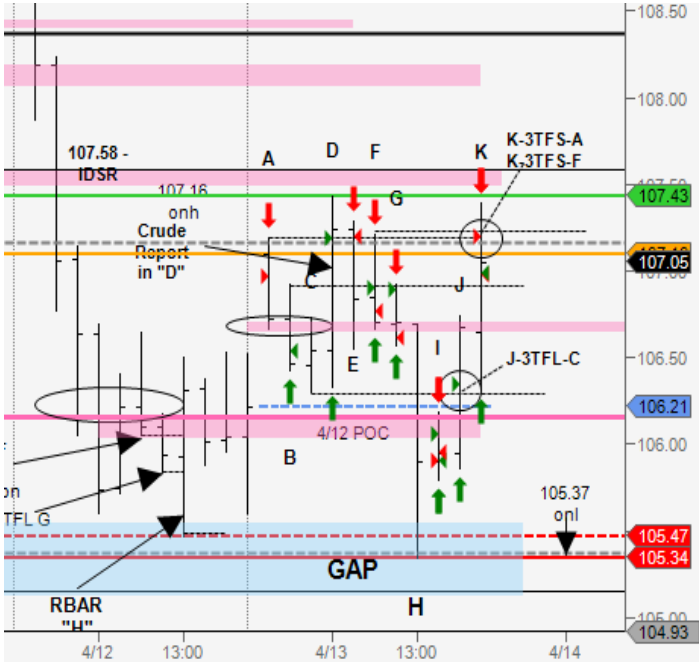 108.50
108.00
107.58 -
IDSR
A
D
F
K
K-3TFS-A
K-3TFS-F
107.16
onh
107.43
G
Crude
Report
in "D"
107.05
C
J
106.50
E
I
J-3TFL-C
106.21
4/12 POC
106.00
B
on
TFL G
105.37
onl
105.47
105.34
GAP
RBAR
"H"
H
105.00
104.93
4/12
13:00
4/13
13:00
4/14